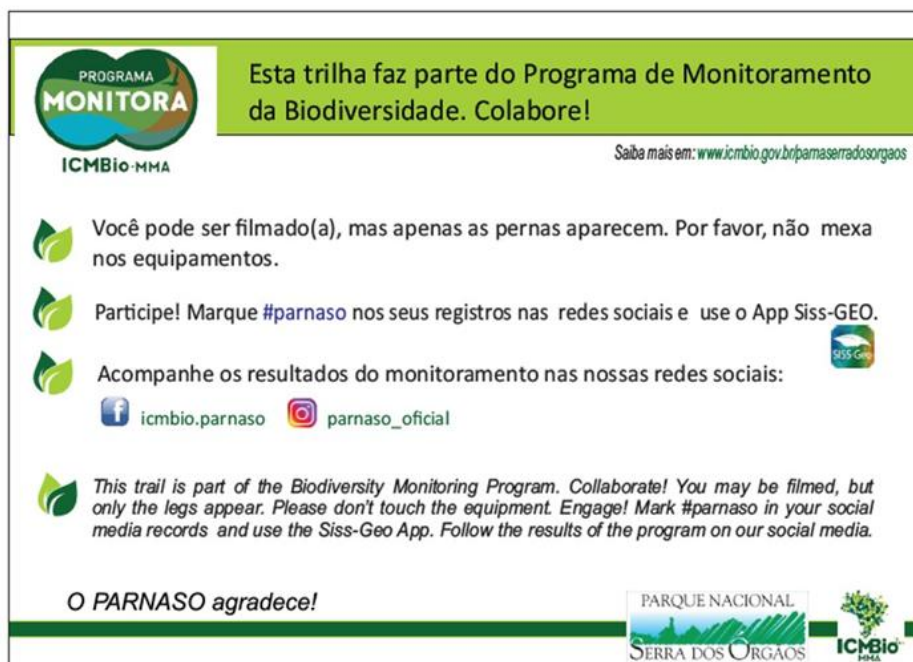 PROGRAMA
MONITORA
ICMBio-MMA
Esta trilha faz parte do Programa de Monitoramento
da Biodiversidade. Colabore!
Saiba mais em: www.icmbio.gov.br/parnaserradosorgaos
Você pode ser filmado(a), mas apenas as pernas aparecem. Por favor, não mexa
nos equipamentos.
Participe! Marque #parnaso nos seus registros nas redes sociais e use o App Siss-GEO.
SISS-Geo
Acompanhe os resultados do monitoramento nas nossas redes sociais:
icmbio.parnaso parnaso_oficial
This trail is part of the Biodiversity Monitoring Program. Collaborate! You may be filmed, but
only the legs appear. Please don't touch the equipment. Engage! Mark #parnaso in your social
media records and use the Siss-Geo App. Follow the results of the program on our social media.
O PARNASO agradece!
PARQUE NACIONAL
SERRA DOS ÓRGÃOS
ICMBio
MMA